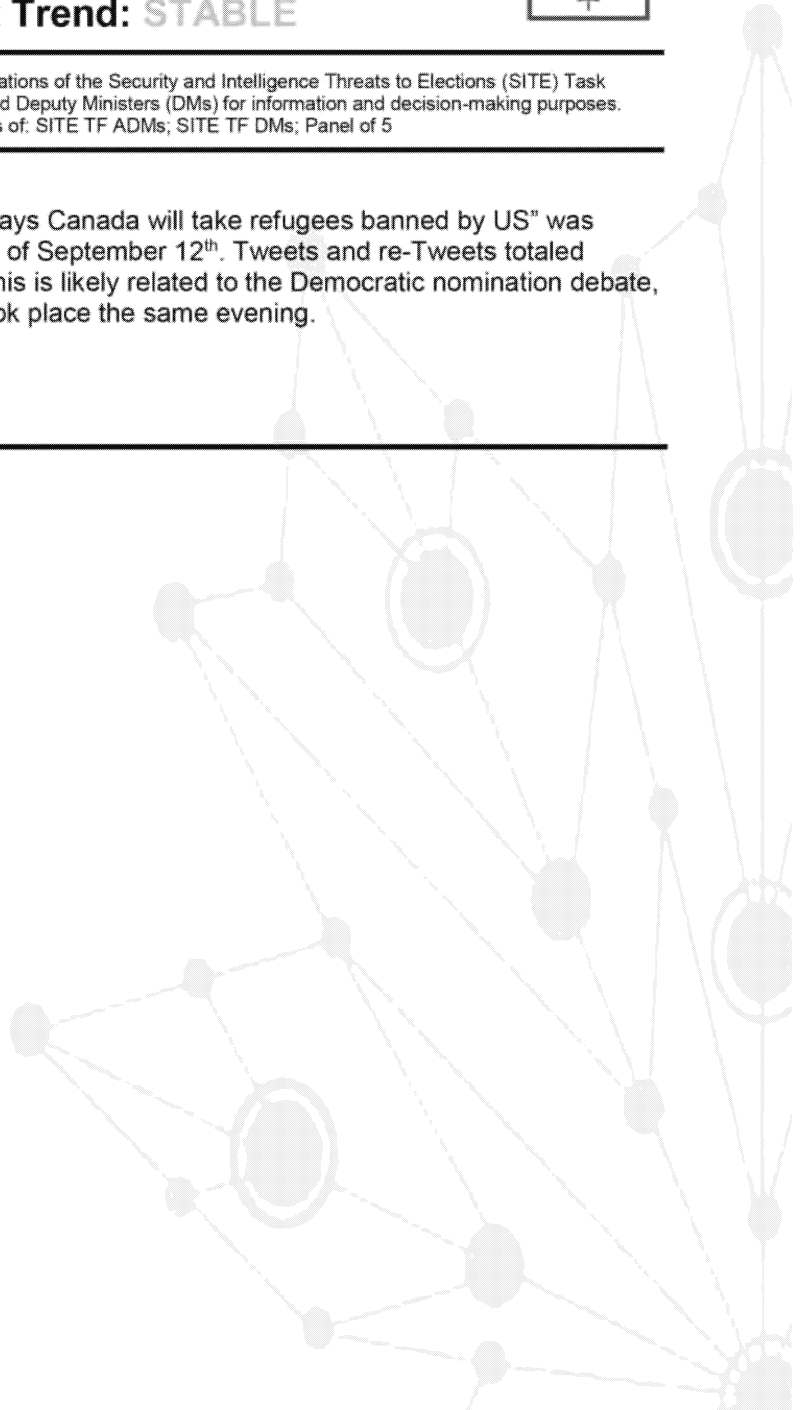 Trend: STABLE
ations of the Security and Intelligence Threats to Elections (SITE) Task
d Deputy Ministers (DMs) for information and decision-making purposes.
s of: SITE TF ADMs; SITE TF DMs; Panel of 5
ays Canada will take refugees banned by US” was
of September 12th. Tweets and re-Tweets totaled
his is likely related to the Democratic nomination debate,
ok place the same evening.